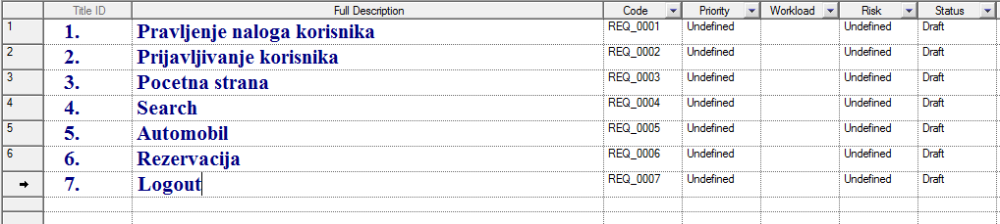 Title ID Full Description Code Priority Workload Risk Status
1 1. Pravljenje naloga korisnika REQ_0001 Undefined Undefined Draft
2 2. Prijavljivanje korisnika REQ_0002 Undefined Undefined Draft
3 3. Pocetna strana REQ_0003 Undefined Undefined Draft
4 4. Search REQ_0004 Undefined Undefined Draft
5 5. Automobil REQ_0005 Undefined Undefined Draft
6 6. Rezervacija REQ_0006 Undefined Undefined Draft
7. Logout REQ_0007 Undefined Undefined Draft